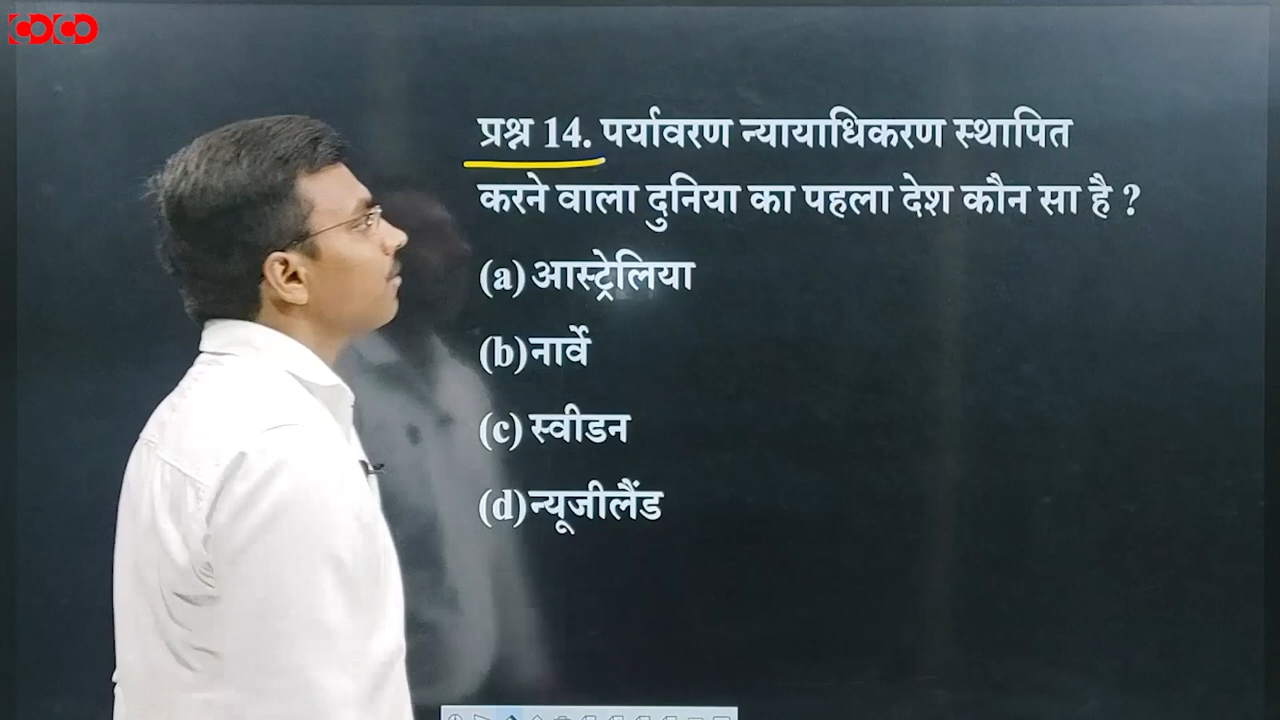 प्रश्न 14. पर्यावरण न्यायाधिकरण स्थापित
करने वाला दुनिया का पहला देश कौन सा है ?
(a) आस्ट्रेलिया
(b) नार्वे
(c) स्वीडन
(d) न्यूजीलैंड